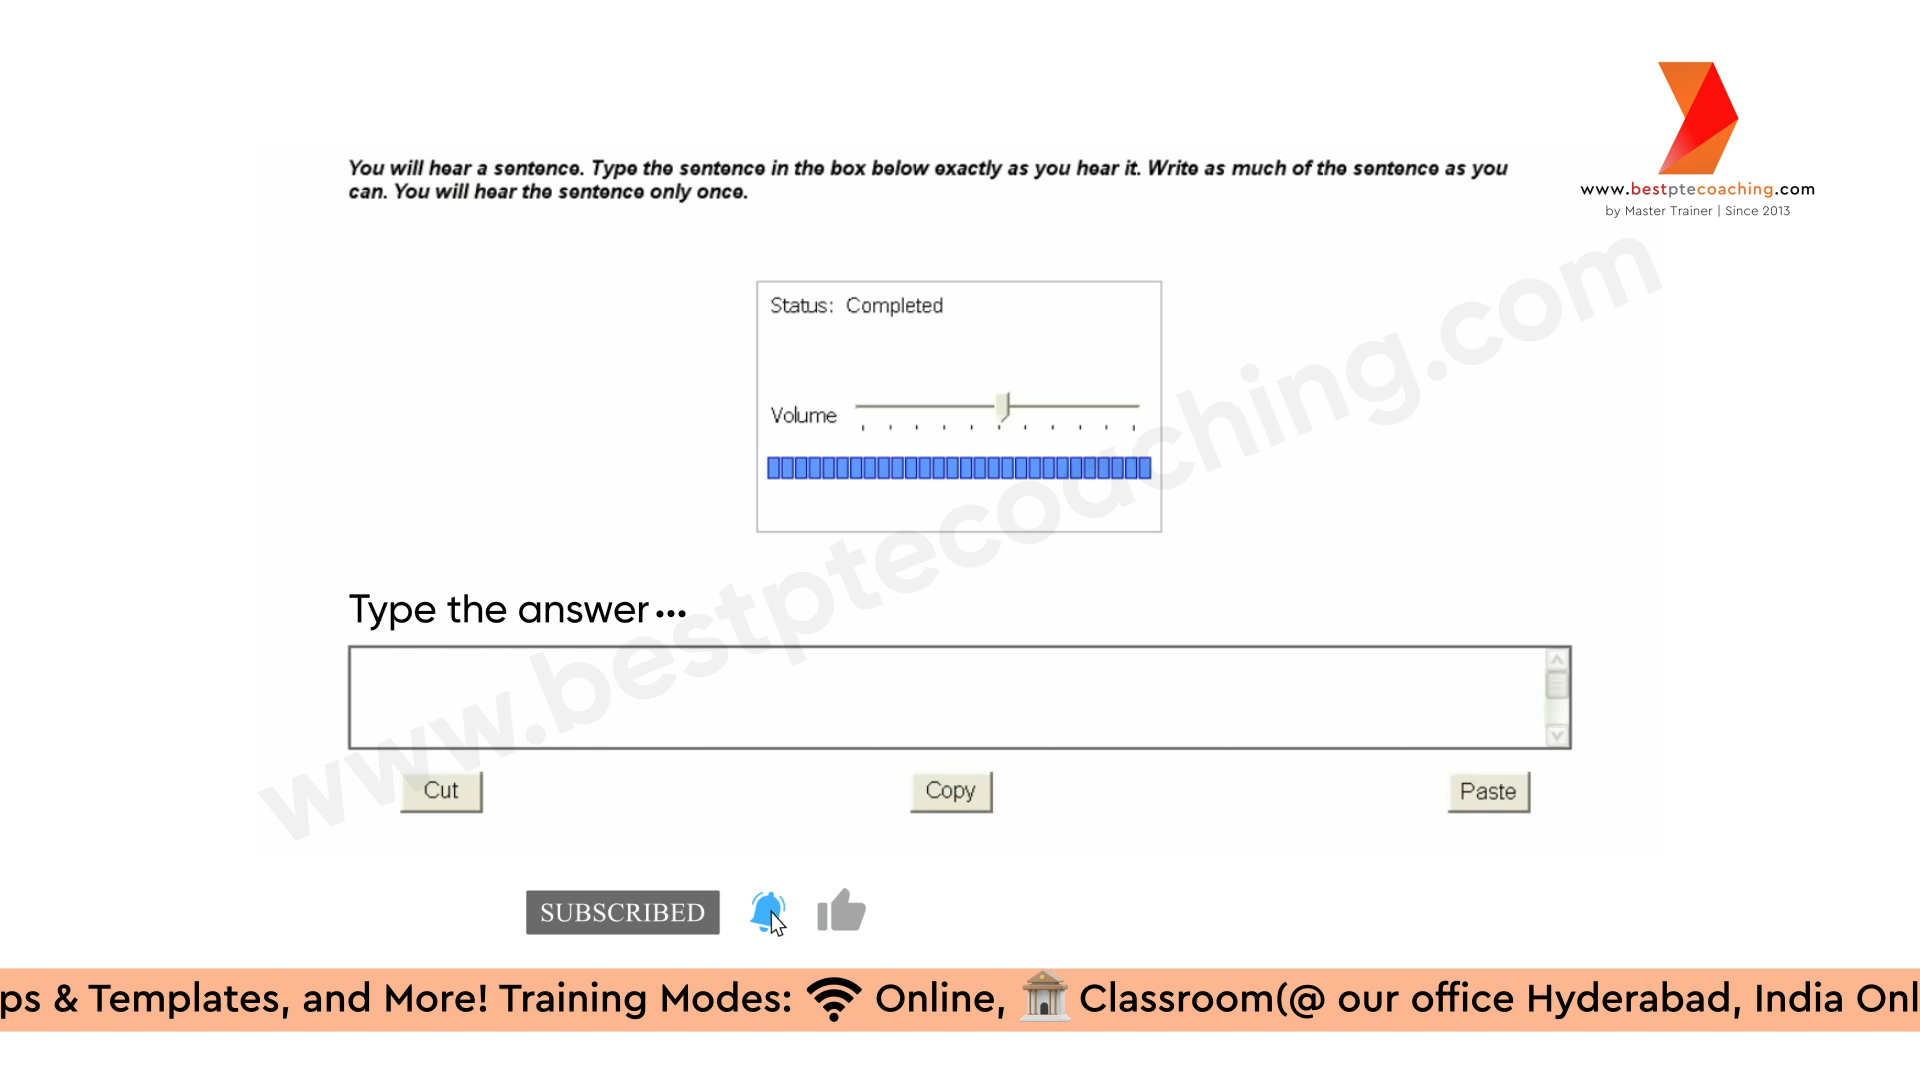 You will hear a sentence. Type the sentence in the box below exactly as you hear it. Write as much of the sentence as you
can. You will hear the sentence only once.
www.bestptecoaching.com
by Master Trainer | Since 2013
Status: Completed
Volume
www.bestptecoaching.com
Type the answer...
Cut
Copy
Paste
SUBSCRIBED
ps & Templates, and More! Training Modes: Online, Classroom(@ our office Hyderabad, India Onl